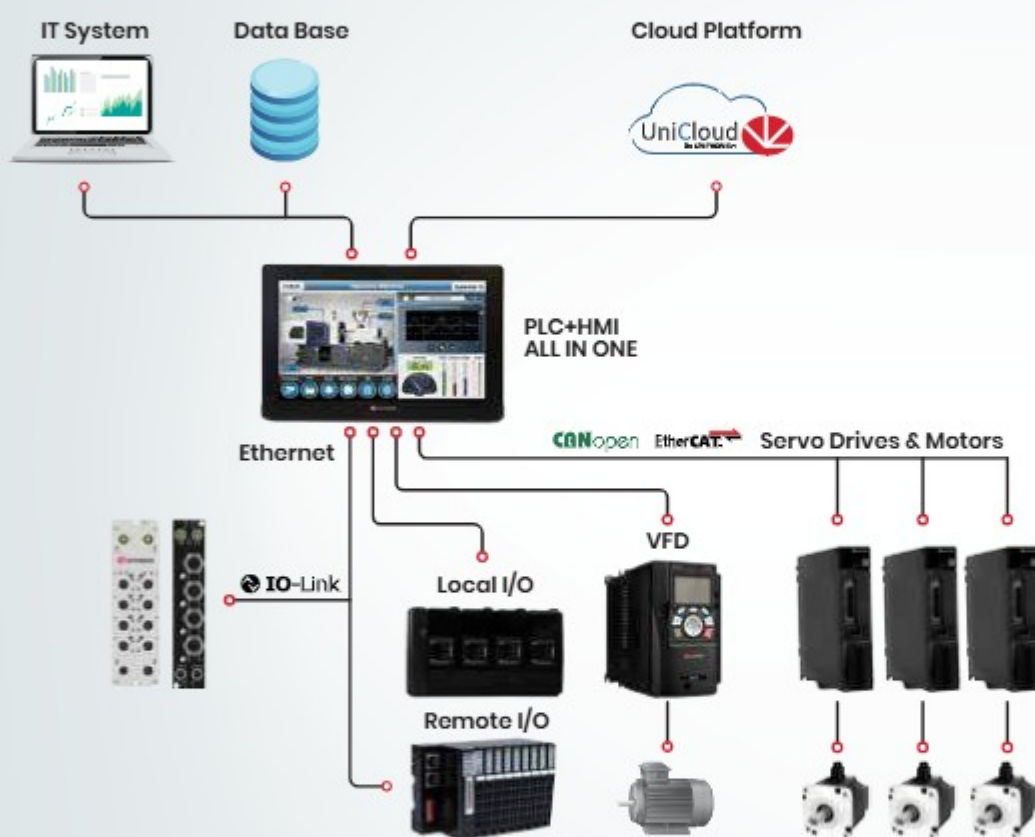 IT System
Data Base
Cloud Platform
UniCloud
PLC+HMI
ALL IN ONE
Ethernet
CANopen
EtherCAT
Servo Drives & Motors
VFD
IO-Link
Local I/O
Remote I/O